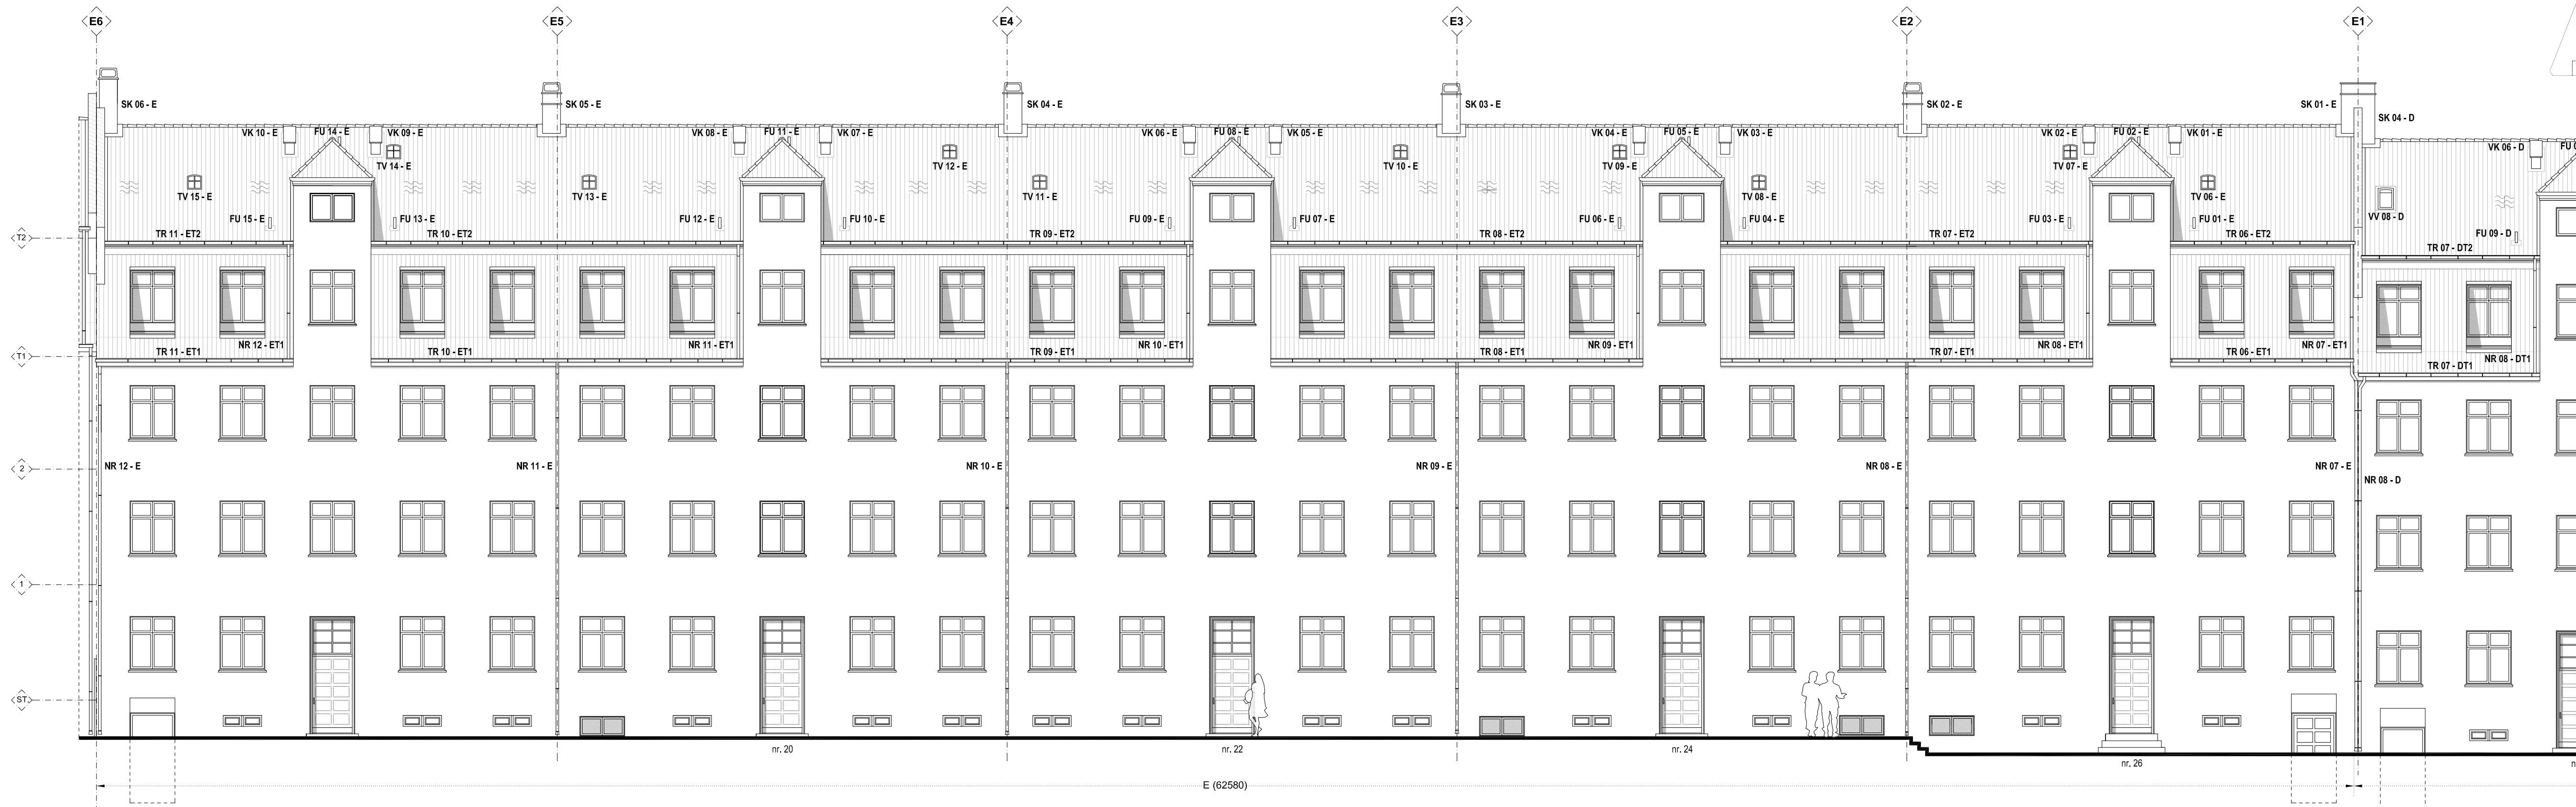 E6 E5 E4 E3 E2 E1
SK 06 - E SK 05 - E SK 04 - E SK 03 - E SK 02 - E SK 01 - E
SK 04 - D
VK 10 - E FU 14 - E VK 09 - E VK 08 - E FU 11 - E VK 07 - E VK 06 - E FU 08 - E VK 05 - E VK 04 - E FU 05 - E VK 03 - E VK 02 - E FU 02 - E VK 01 - E
VK 06 - D
TV 14 - E TV 12 - E TV 10 - E TV 09 - E TV 07 - E
TV 15 - E TV 13 - E TV 11 - E TV 08 - E TV 06 - E
VV 08 - D
FU 15 - E FU 13 - E FU 12 - E FU 10 - E FU 09 - E FU 07 - E FU 06 - E FU 04 - E FU 03 - E FU 01 - E
T2 TR 11 - ET2 TR 10 - ET2 TR 09 - ET2 TR 08 - ET2 TR 07 - ET2 TR 06 - ET2 FU 09 - D
TR 07 - DT2
NR 12 - ET1 NR 11 - ET1 NR 10 - ET1 NR 09 - ET1 NR 08 - ET1 NR 07 - ET1
T1 TR 11 - ET1 TR 10 - ET1 TR 09 - ET1 TR 08 - ET1 TR 07 - ET1 TR 06 - ET1 NR 08 - DT1
TR 07 - DT1
2 NR 12 - E NR 11 - E NR 10 - E NR 09 - E NR 08 - E NR 07 - E
NR 08 - D
1
ST
nr. 20 nr. 22 nr. 24
nr. 26
E (62580)